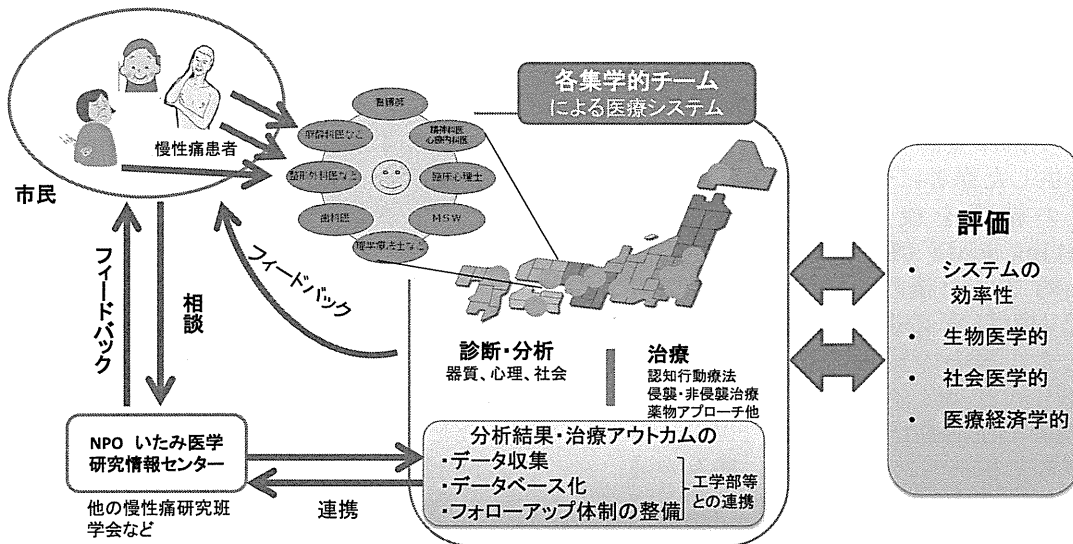 慢性痛患者
市民
看護師
麻酔科医など
精神科医
心療内科医
整形外科医など
臨床心理士
歯科医
MSW
理学療法士など
各集学的チーム
による医療システム
フィードバック
相談
フィードバック
診断・分析
器質、心理、社会
治療
認知行動療法
侵襲・非侵襲治療
薬物アプローチ他
NPO いたみ医学
研究情報センター
他の慢性痛研究班
学会など
連携
分析結果・治療アウトカムの
・データ収集
・データベース化
・フォローアップ体制の整備
工学部等
との連携
評価
• システムの
効率性
• 生物医学的
• 社会医学的
• 医療経済学的